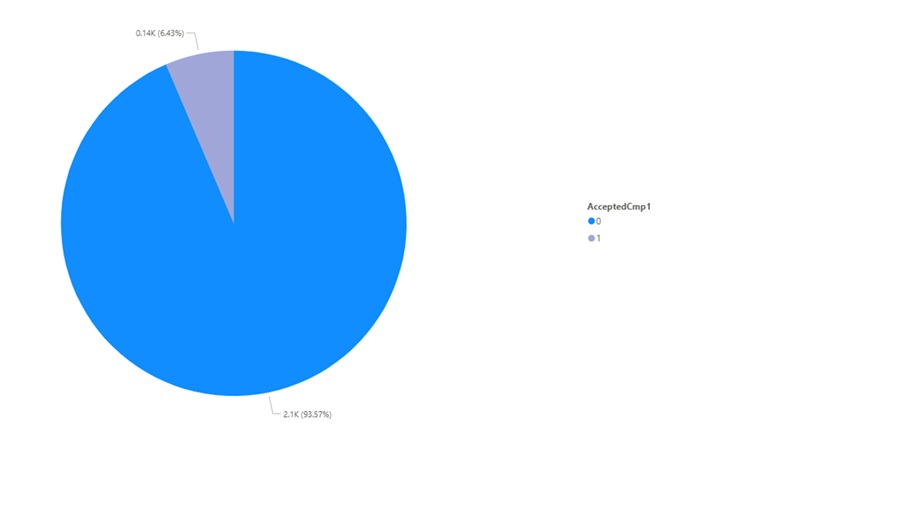 0.14K (6.43%)
AcceptedCmp1
0
1
2.1K (93.57%)